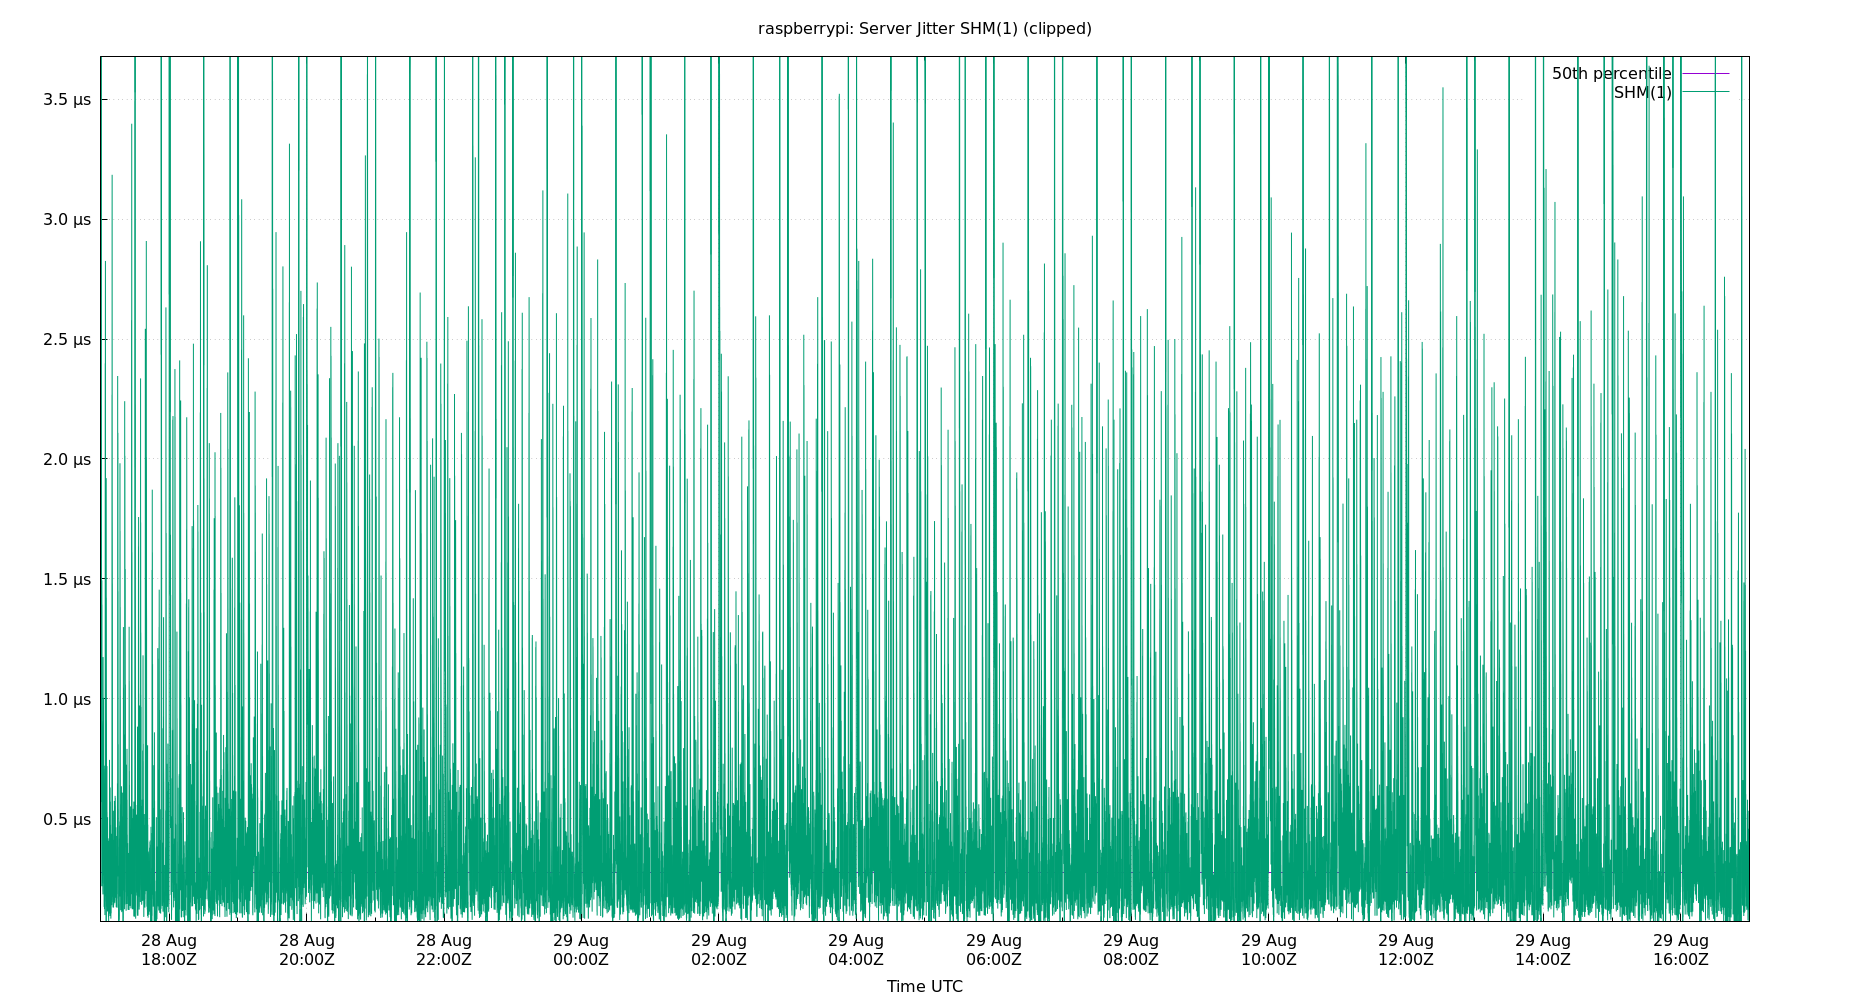 raspberrypi: Server Jitter SHM(1) (clipped)
50th percentile
SHM(1)
3.5 µs
3.0 µs
2.5 µs
2.0 µs
1.5 µs
1.0 µs
0.5 µs
28 Aug 28 Aug 28 Aug 29 Aug 29 Aug 29 Aug 29 Aug 29 Aug 29 Aug 29 Aug 29 Aug 29 Aug
18:00Z 20:00Z 22:00Z 00:00Z 02:00Z 04:00Z 06:00Z 08:00Z 10:00Z 12:00Z 14:00Z 16:00Z
Time UTC